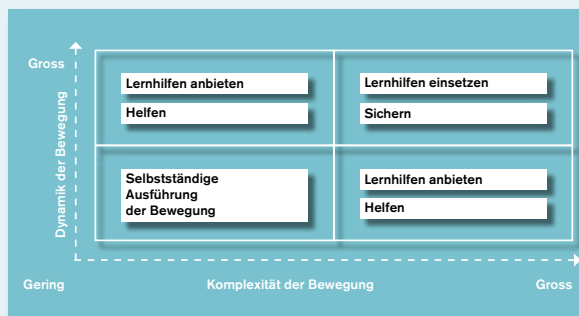 Gross
Lernhilfen anbieten
Helfen
Lernhilfen einsetzen
Sichern
Dynamik der Bewegung
Selbstständige
Ausführung
der Bewegung
Lernhilfen anbieten
Helfen
Gering
Komplexität der Bewegung
Gross